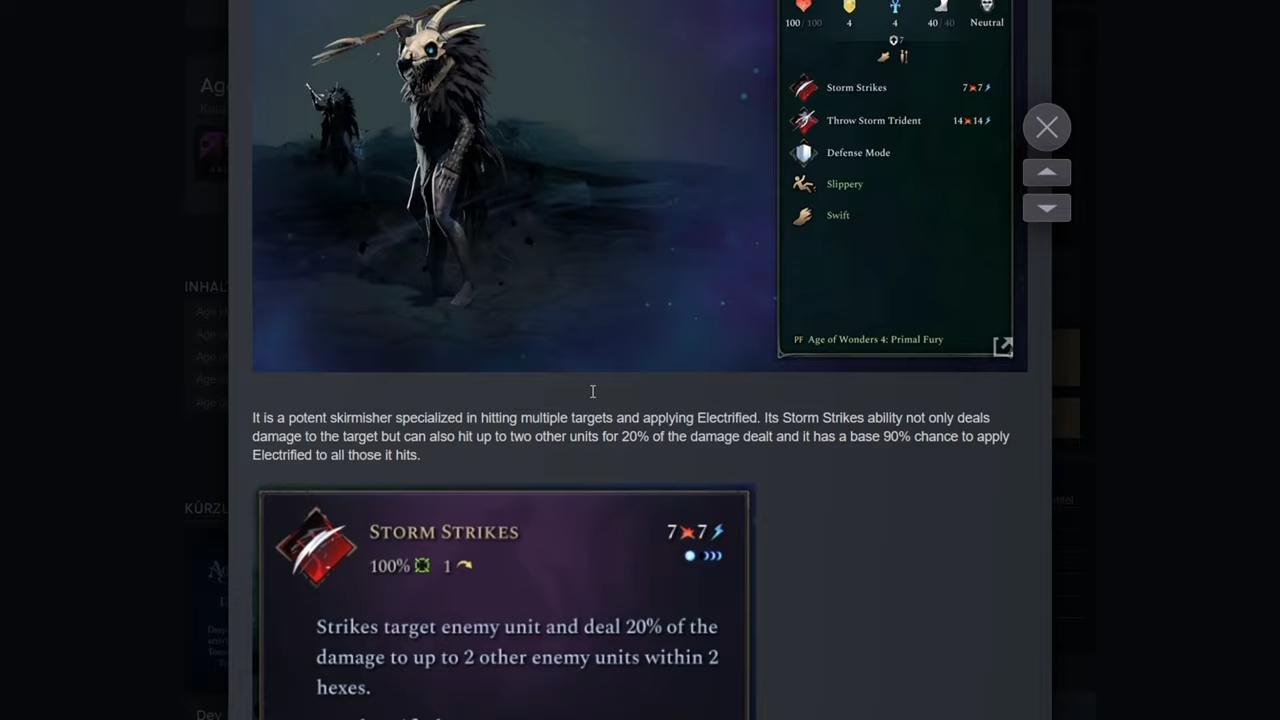 100/100 4 4 40/40 Neutral
7
Ag
Storm Strikes 7 7
Throw Storm Trident 14 14
Defense Mode
Slippery
Swift
INHAL
PF Age of Wonders 4: Primal Fury
It is a potent skirmisher specialized in hitting multiple targets and applying Electrified. Its Storm Strikes ability not only deals
damage to the target but can also hit up to two other units for 20% of the damage dealt and it has a base 90% chance to apply
Electrified to all those it hits.
KÜRZL
STORM STRIKES 7 7
100% 1
Strikes target enemy unit and deal 20% of the
damage to up to 2 other enemy units within 2
hexes.
Dev